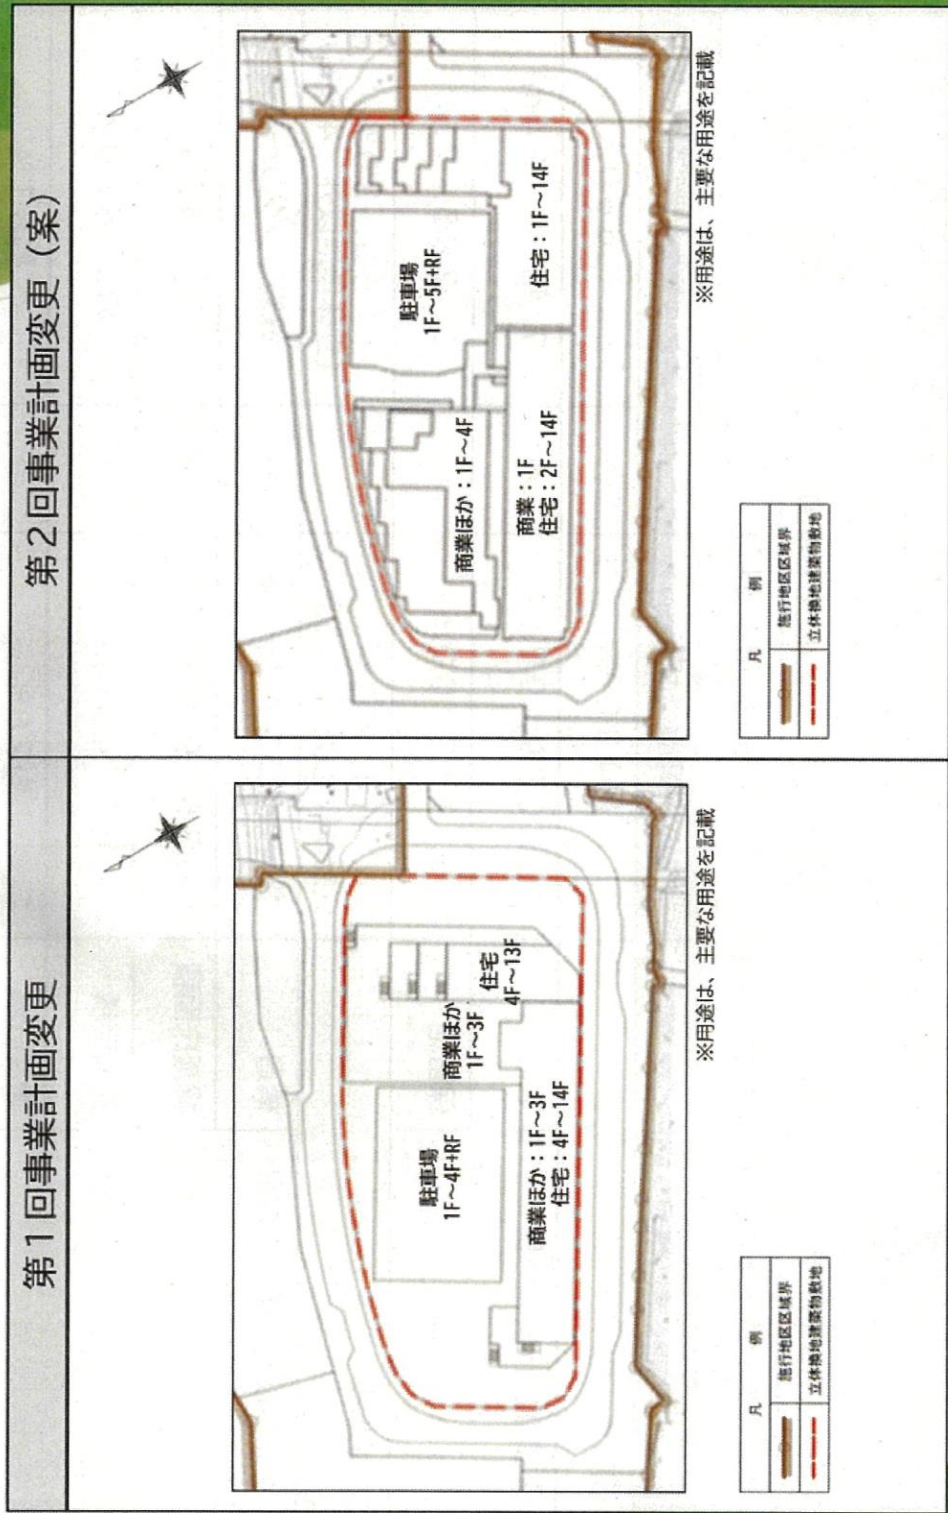 第1回事業計画変更
駐車場
1F～4F+RF
商業ほか
1F～3F
住宅
4F～13F
商業ほか：1F～3F
住宅：4F～14F
※用途は、主要な用途を記載
凡 例
施行地区区域界
立体換地建築物敷地
第2回事業計画変更（案）
駐車場
1F～5F+RF
商業ほか：1F～4F
商業：1F
住宅：2F～14F
住宅：1F～14F
※用途は、主要な用途を記載
凡 例
施行地区区域界
立体換地建築物敷地